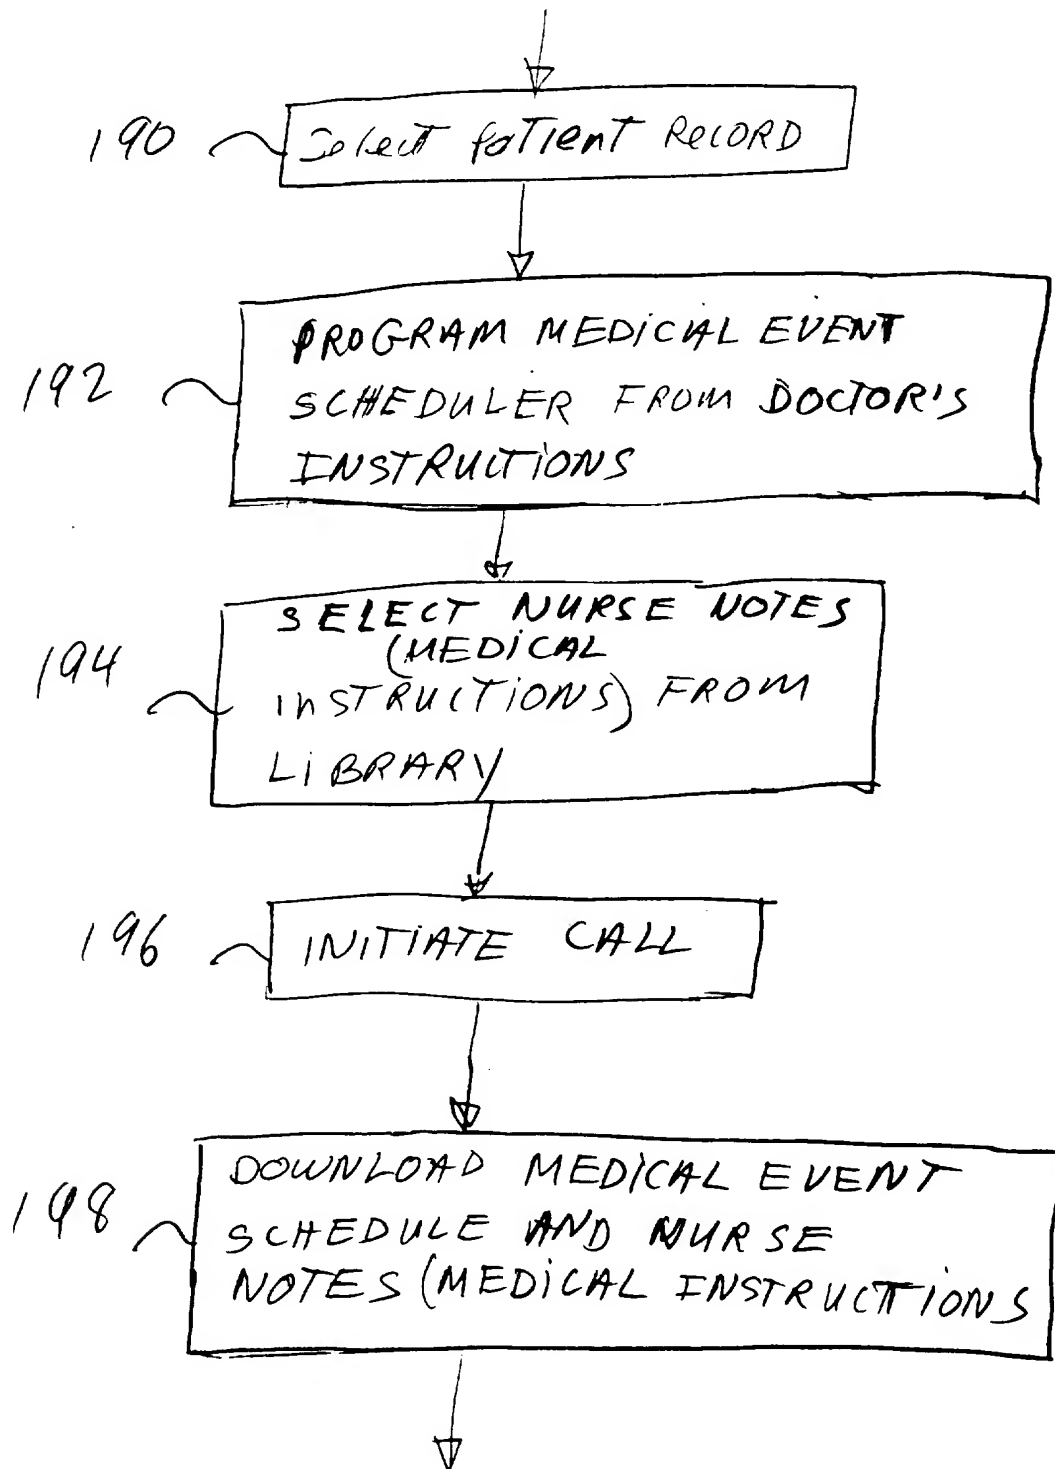 190 Select Patient RECORD
192 PROGRAM MEDICAL EVENT
SCHEDULER FROM DOCTOR'S
INSTRUCTIONS
194 SELECT NURSE NOTES
(MEDICAL
INSTRUCTIONS) FROM
LIBRARY
196 INITIATE CALL
198 DOWNLOAD MEDICAL EVENT
SCHEDULE AND NURSE
NOTES (MEDICAL INSTRUCTIONS